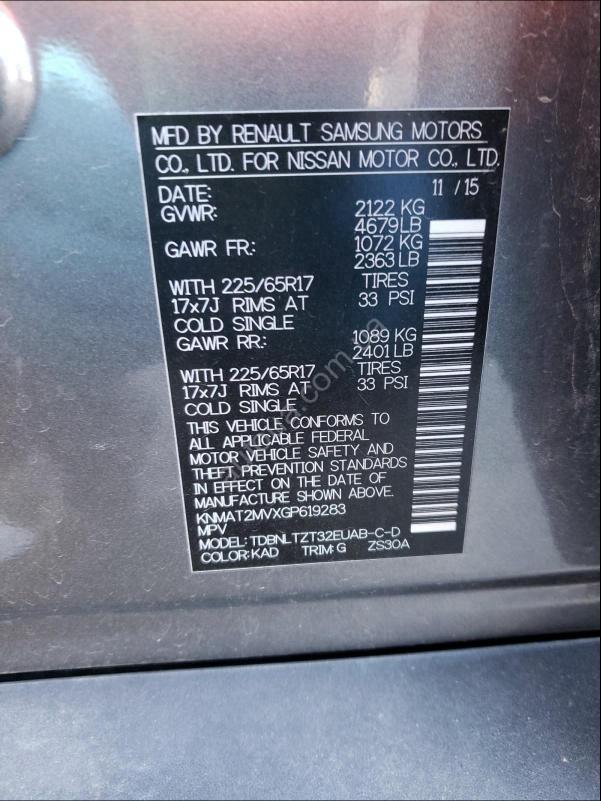 MFD BY RENAULT SAMSUNG MOTORS
CO., LTD. FOR NISSAN MOTOR CO., LTD.
DATE: 11 / 15
GVWR: 2122 KG
4679 LB
GAWR FR: 1072 KG
2363 LB
WITH 225/65R17 TIRES
17x7J RIMS AT 33 PSI
COLD SINGLE
GAWR RR: 1089 KG
2401 LB
WITH 225/65R17 TIRES
17x7J RIMS AT 33 PSI
COLD SINGLE
THIS VEHICLE CONFORMS TO
ALL APPLICABLE FEDERAL
MOTOR VEHICLE SAFETY AND
THEFT PREVENTION STANDARDS
IN EFFECT ON THE DATE OF
MANUFACTURE SHOWN ABOVE.
KNMAT2MVXGP619283
MPV
MODEL: TDBNLTZT32EUAB-C-D
COLOR: KAD TRIM: G ZS30A